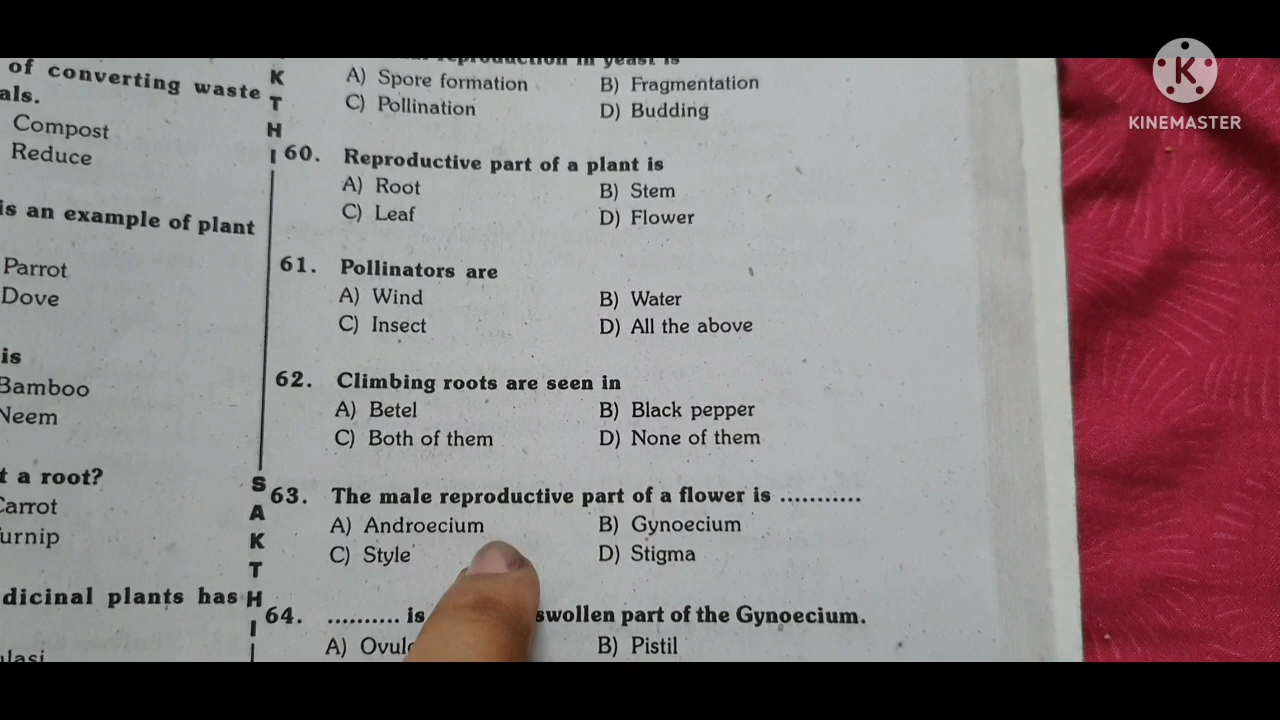 of converting waste
als.
Compost
Reduce
is an example of plant
Parrot
Dove
is
Bamboo
Neem
t a root?
Carrot
urnip
dicinal plants has
K
T
H
I
S
A
K
T
H
I
reproduction in yeast is
A) Spore formation B) Fragmentation
C) Pollination D) Budding
60. Reproductive part of a plant is
A) Root B) Stem
C) Leaf D) Flower
61. Pollinators are
A) Wind B) Water
C) Insect D) All the above
62. Climbing roots are seen in
A) Betel B) Black pepper
C) Both of them D) None of them
63. The male reproductive part of a flower is ...........
A) Androecium B) Gynoecium
C) Style D) Stigma
64. .......... is swollen part of the Gynoecium.
A) B) Pistil
K
KINEMASTER